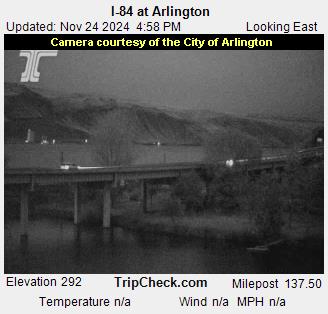 I-84 at Arlington
Updated: Nov 24 2024 4:58 PM Looking East
Camera courtesy of the City of Arlington
Elevation 292 TripCheck.com Milepost 137.50
Temperature n/a Wind n/a MPH n/a